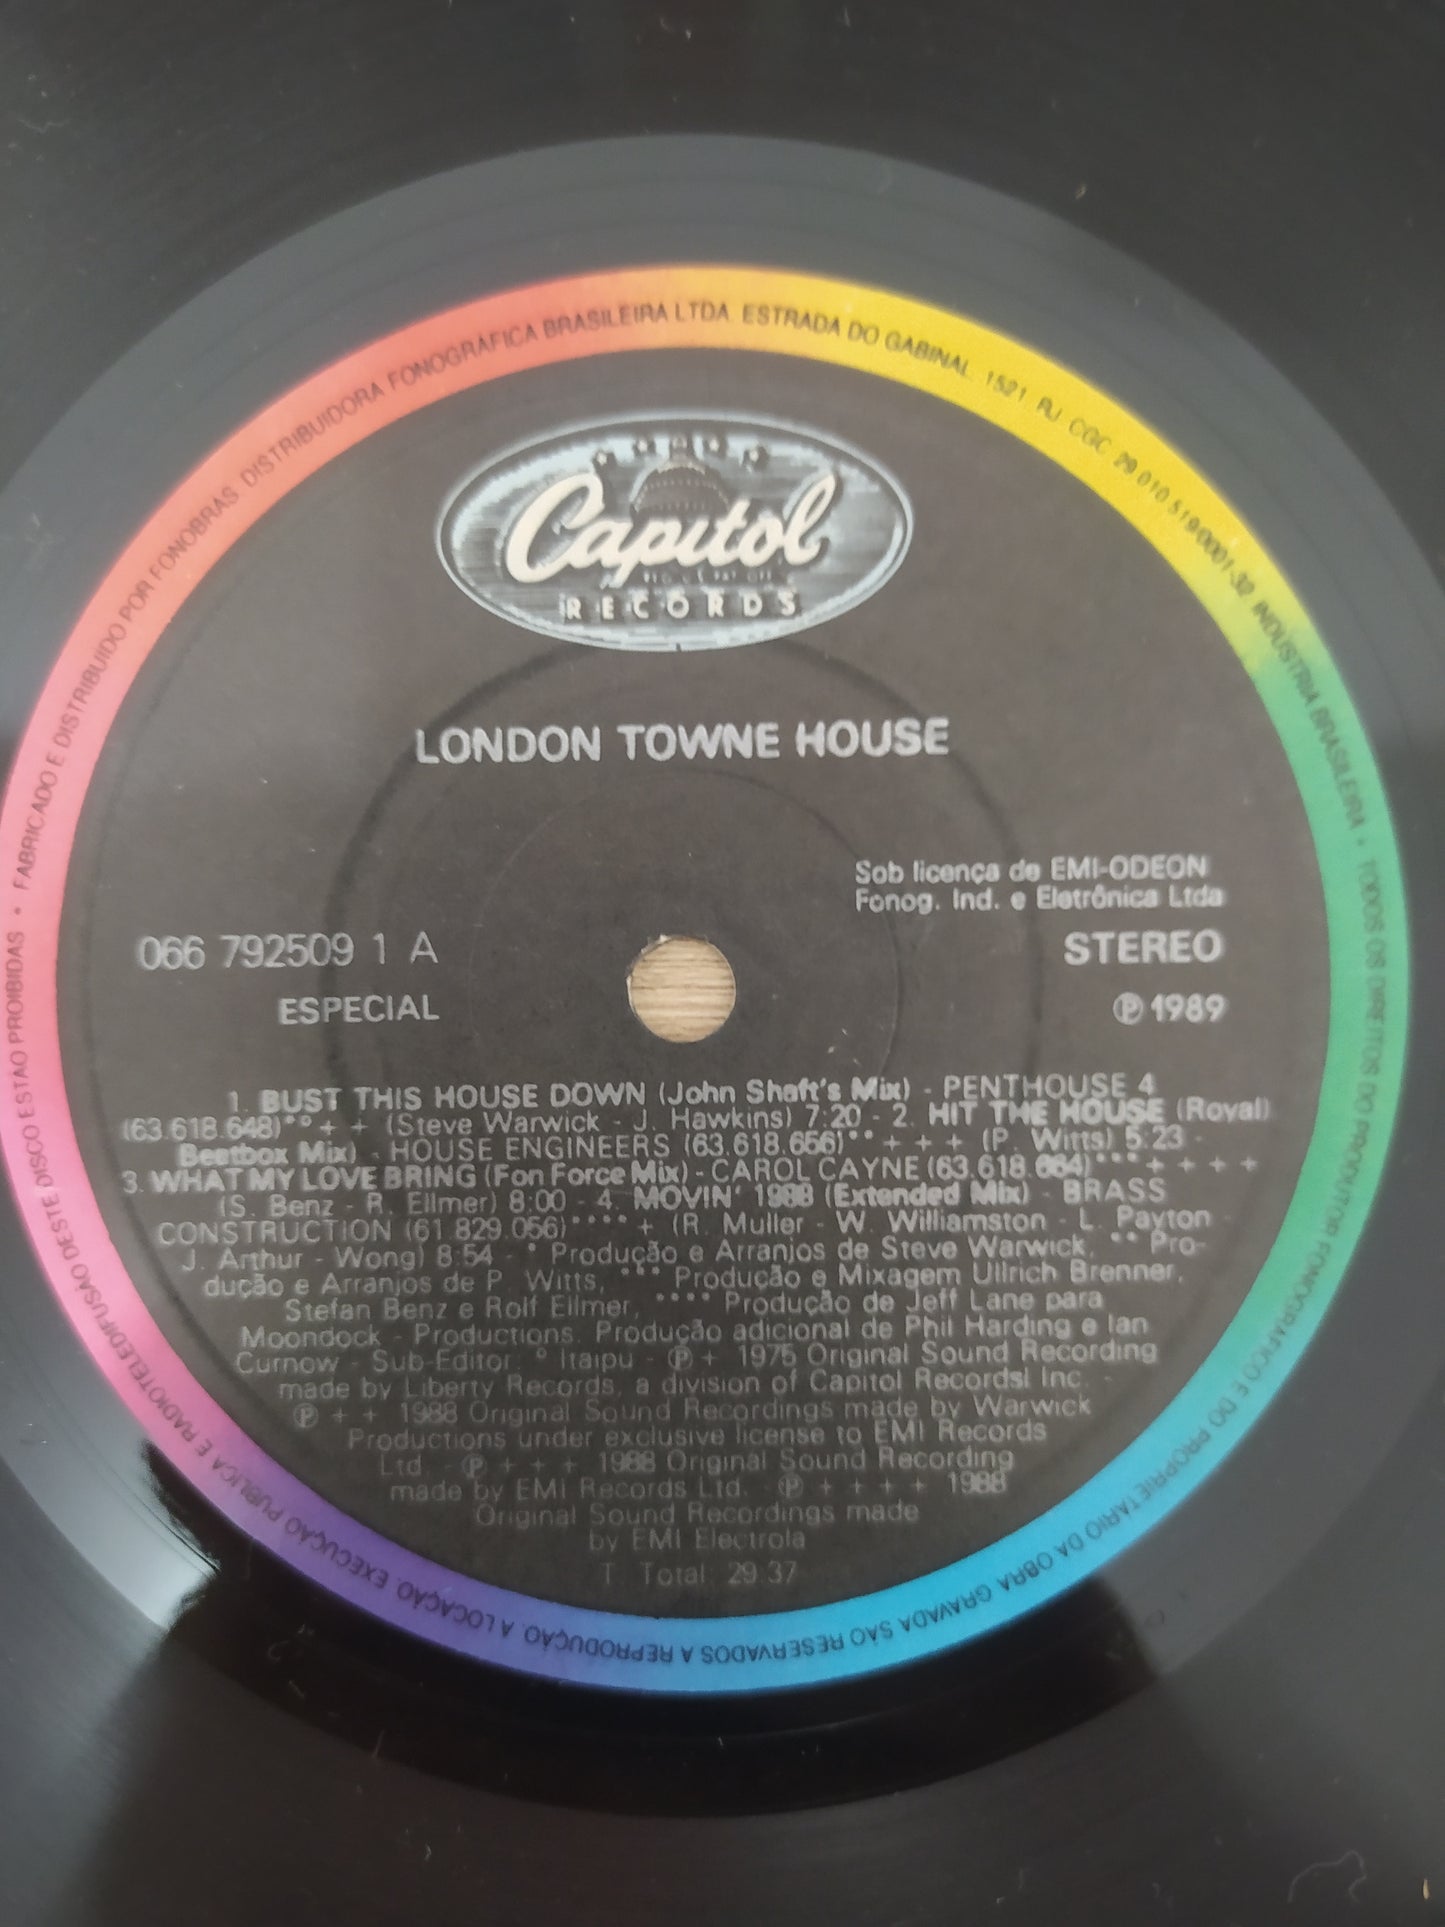 Capitol
RECORDS
LONDON TOWNE HOUSE
Sob licença de EMI-ODEON
Fonog. Ind. e Eletrônica Ltda
066 792509 1 A
STEREO
ESPECIAL
℗ 1989
1. BUST THIS HOUSE DOWN (John Shaft's Mix) - PENTHOUSE 4
(63.618.648)*° + + (Steve Warwick - J. Hawkins) 7:20 - 2. HIT THE HOUSE (Royal)
Beetbox Mix) - HOUSE ENGINEERS (63.618.656)** + + + (P. Witts) 5:23 -
3. WHAT MY LOVE BRING (Fon Force Mix) - CAROL CAYNE (63.618.664)*** + + + +
(S. Benz - R. Ellmer) 8:00 - 4. MOVIN' 1988 (Extended Mix) - BRASS
CONSTRUCTION (61.829.056)**** + (R. Muller - W. Williamston - L. Payton -
J. Arthur - Wong) 8:54 - * Produção e Arranjos de Steve Warwick, ** Pro-
dução e Arranjos de P. Witts, *** Produção e Mixagem Ullrich Brenner,
Stefan Benz e Rolf Ellmer, **** Produção de Jeff Lane para
Moondock - Productions. Produção adicional de Phil Harding e Ian
Curnow - Sub-Editor: ° Itaipu - ℗ + 1975 Original Sound Recording
made by Liberty Records, a division of Capitol Recordsl Inc. -
℗ + + 1988 Original Sound Recordings made by Warwick
Productions under exclusive license to EMI Records
Ltd. - ℗ + + + 1988 Original Sound Recording
made by EMI Records Ltd. - ℗ + + + + 1988
Original Sound Recordings made
by EMI Electrola
T. Total: 29:37
• FABRICADO E DISTRIBUIDO POR FONOBRAS DISTRIBUIDORA FONOGRÁFICA BRASILEIRA LTDA ESTRADA DO GABINAL, 1521 RJ CGC 29.010.519/0001-32 INDÚSTRIA BRASILEIRA • TODOS OS DIREITOS DO PRODUTOR FONOGRÁFICO E DO PROPRIETÁRIO DA OBRA GRAVADA SÃO RESERVADOS A REPRODUÇÃO. A LOCAÇÃO. EXECUÇÃO PÚBLICA E RADIOTELEDIFUSÃO DESTE DISCO ESTÃO PROIBIDAS